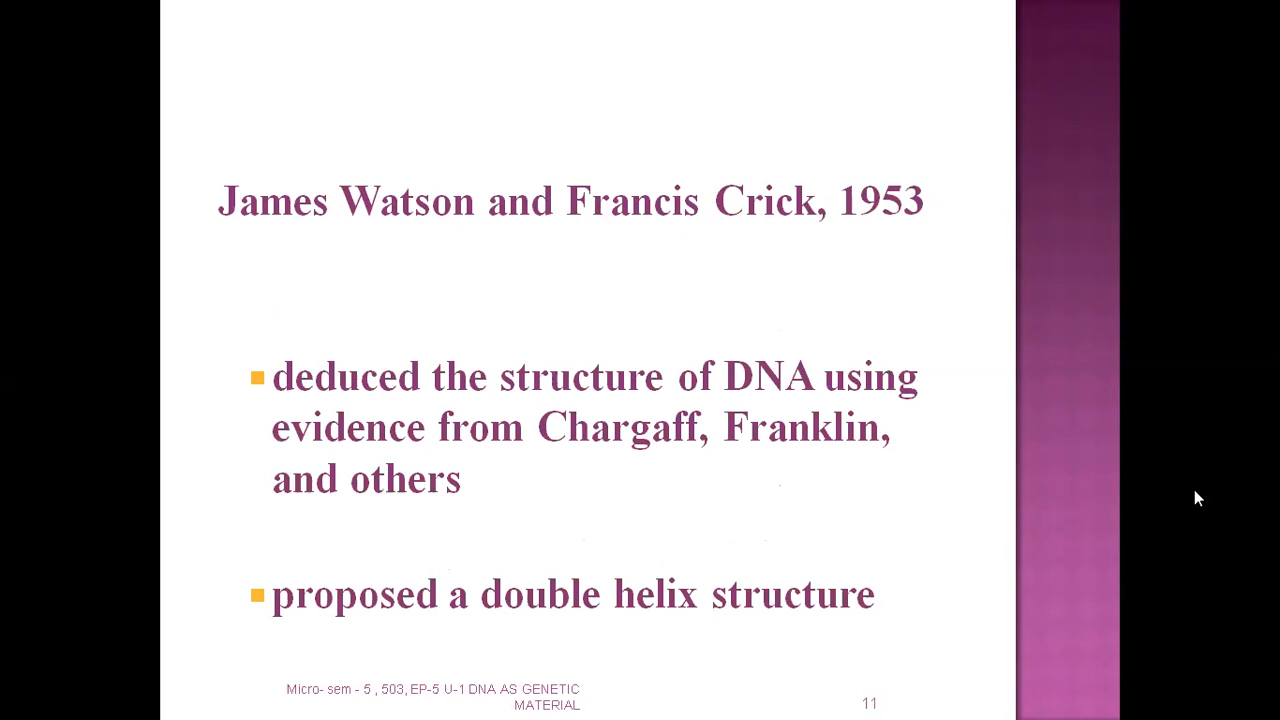 James Watson and Francis Crick, 1953
deduced the structure of DNA using
evidence from Chargaff, Franklin,
and others
proposed a double helix structure
Micro- sem - 5 , 503, EP-5 U-1 DNA AS GENETIC
MATERIAL
11